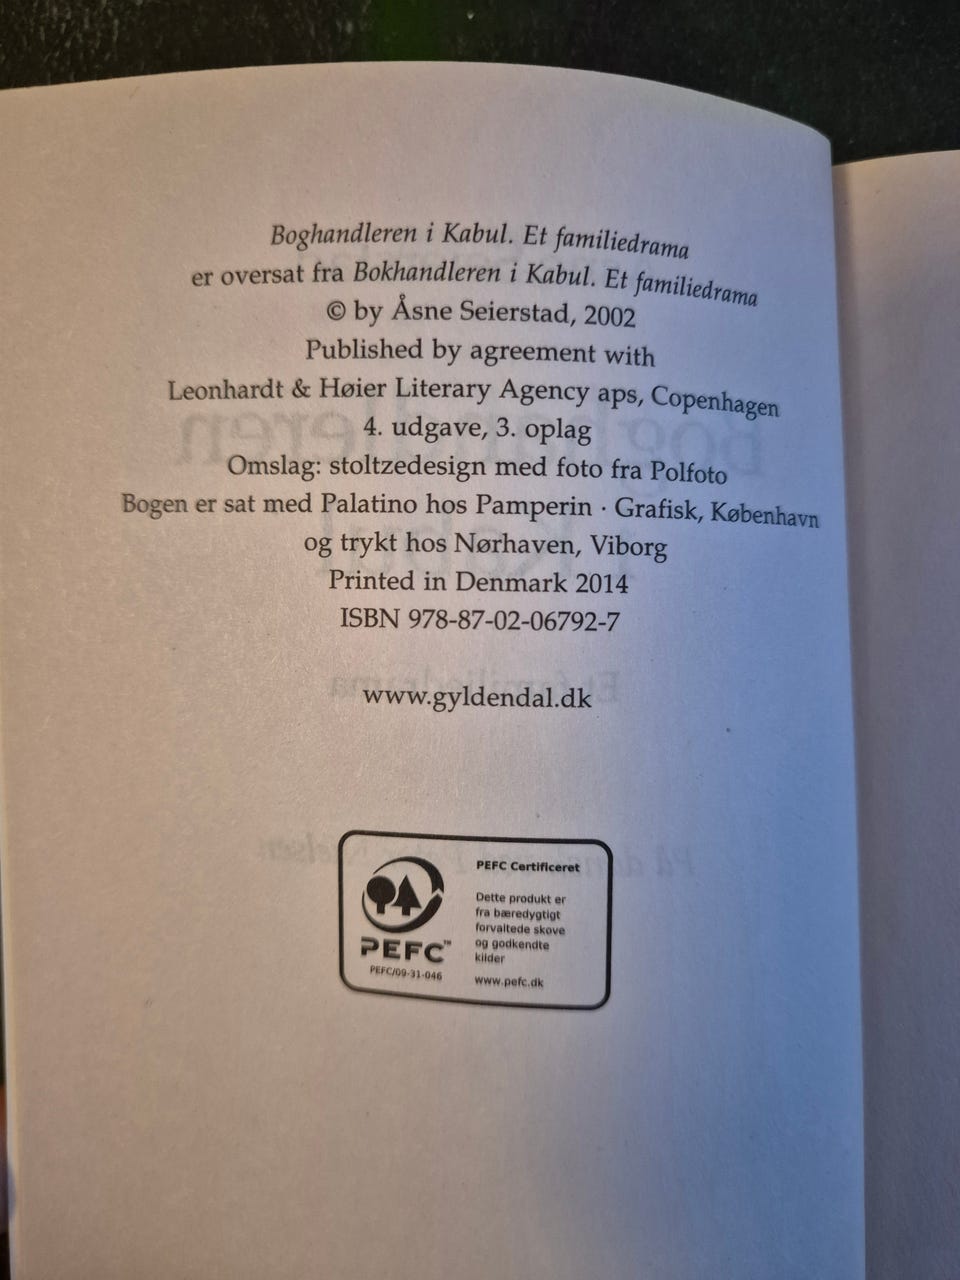 Boghandleren i Kabul. Et familiedrama
er oversat fra Bokhandleren i Kabul. Et familiedrama
© by Åsne Seierstad, 2002
Published by agreement with
Leonhardt & Høier Literary Agency aps, Copenhagen
4. udgave, 3. oplag
Omslag: stoltzedesign med foto fra Polfoto
Bogen er sat med Palatino hos Pamperin · Grafisk, København
og trykt hos Nørhaven, Viborg
Printed in Denmark 2014
ISBN 978-87-02-06792-7
www.gyldendal.dk
PEFC™
PEFC/09-31-046
PEFC Certificeret
Dette produkt er
fra bæredygtigt
forvaltede skove
og godkendte
kilder
www.pefc.dk